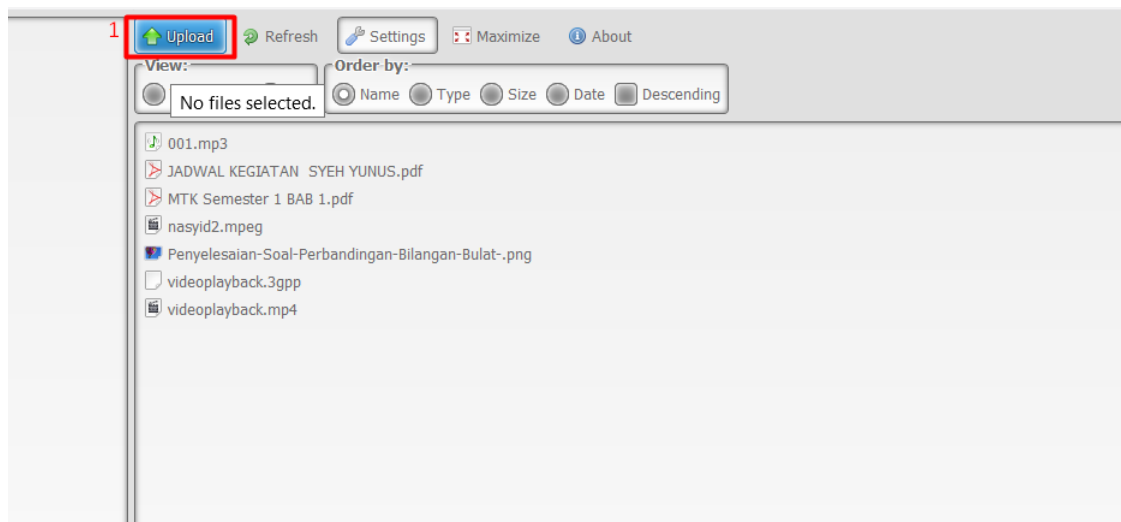 1 Upload Refresh Settings Maximize About
View: Order by:
No files selected. Name Type Size Date Descending
001.mp3
JADWAL KEGIATAN  SYEH YUNUS.pdf
MTK Semester 1 BAB 1.pdf
nasyid2.mpeg
Penyelesaian-Soal-Perbandingan-Bilangan-Bulat-.png
videoplayback.3gpp
videoplayback.mp4